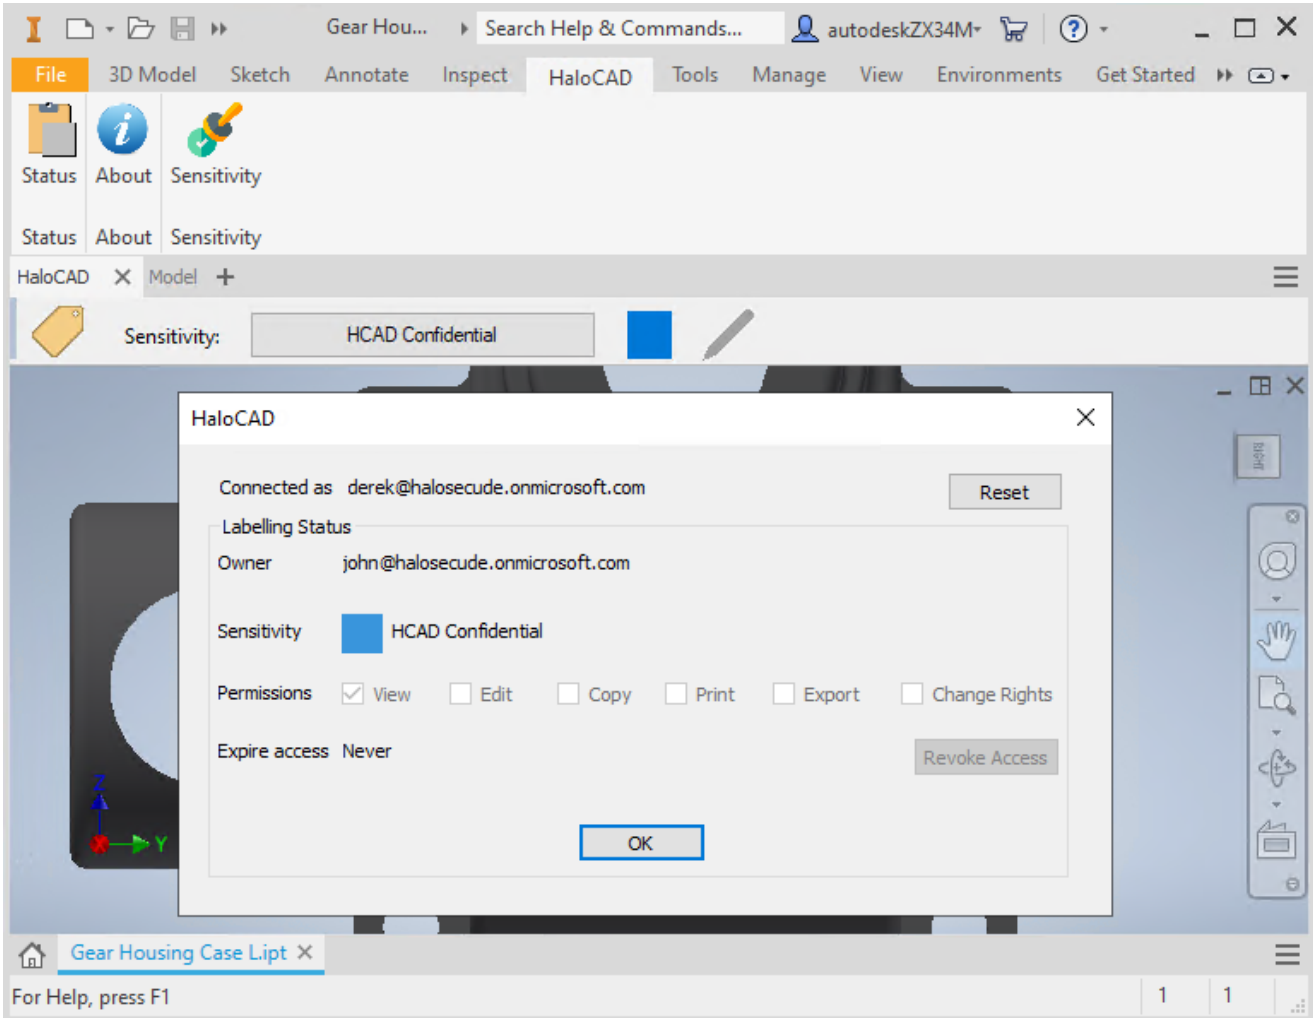 Gear Hou... Search Help & Commands... autodeskZX34M
File 3D Model Sketch Annotate Inspect HaloCAD Tools Manage View Environments Get Started
Status About Sensitivity
Status About Sensitivity
HaloCAD Model
Sensitivity: HCAD Confidential
HaloCAD
RIGHT
Connected as derek@halosecude.onmicrosoft.com Reset
Labelling Status
Owner john@halosecude.onmicrosoft.com
Sensitivity HCAD Confidential
Permissions View Edit Copy Print Export Change Rights
Expire access Never Revoke Access
Z
Y
OK
Gear Housing Case L.ipt
For Help, press F1 1 1